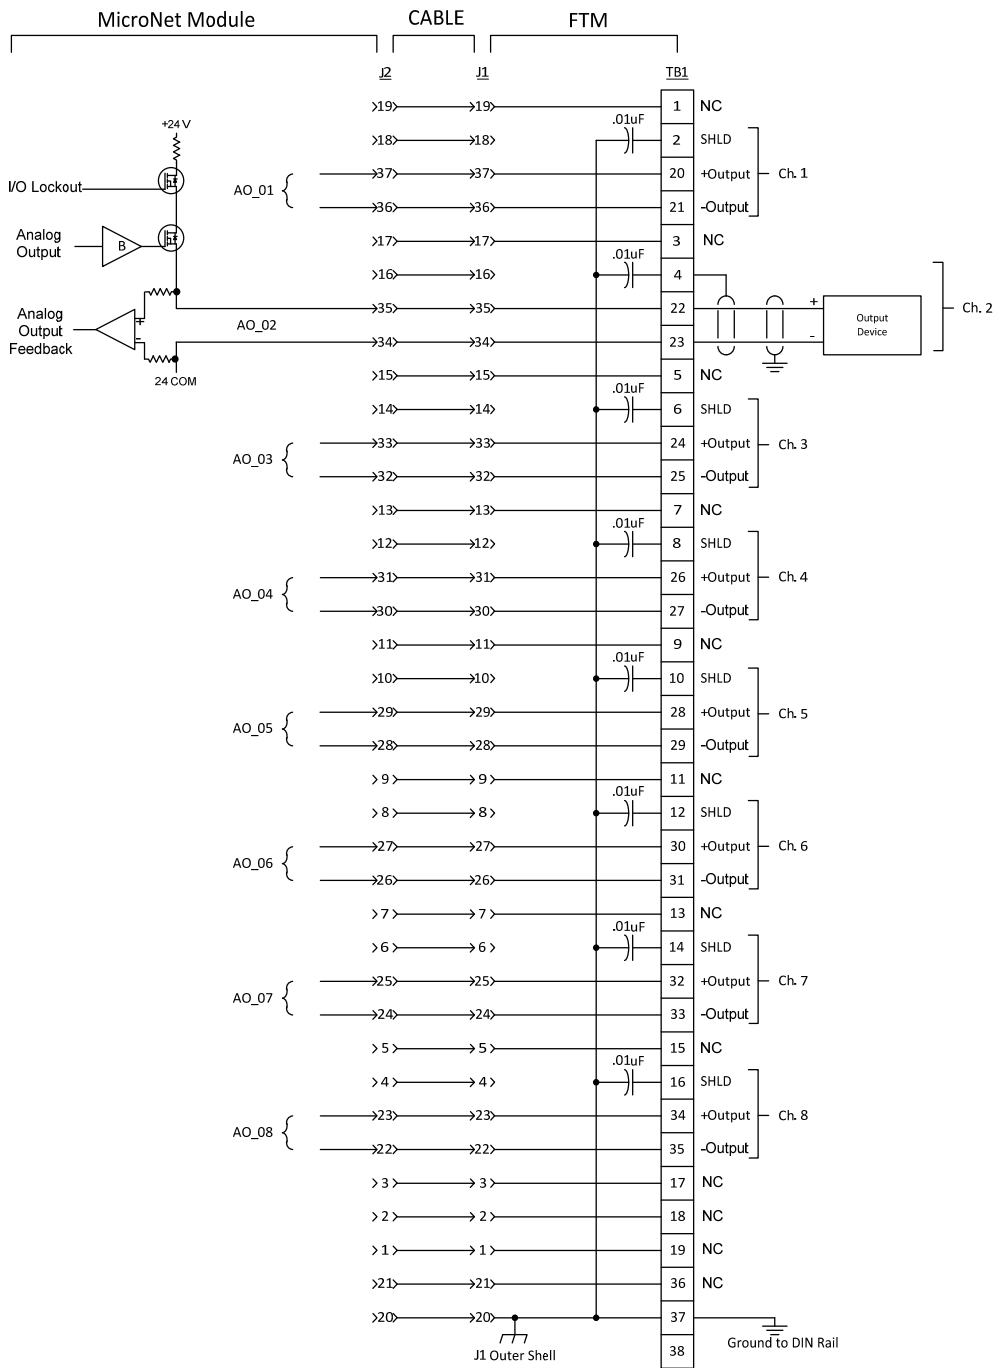 MicroNet Module CABLE FTM
J2 J1 TB1
19 19 1 NC
.01uF
+24 V
18 18 2 SHLD
I/O Lockout
AO_01
37 37 20 +Output Ch. 1
36 36 21 -Output
Analog
Output
B
17 17 3 NC
.01uF
16 16 4
35 35 22 +
Analog
Output
Feedback
+
-
AO_02
Output
Device
Ch. 2
34 34 23 -
24 COM
15 15 5 NC
.01uF
14 14 6 SHLD
33 33 24 +Output
AO_03 Ch. 3
32 32 25 -Output
13 13 7 NC
.01uF
12 12 8 SHLD
31 31 26 +Output Ch. 4
AO_04
30 30 27 -Output
11 11 9 NC
.01uF
10 10 10 SHLD
29 29 28 +Output Ch. 5
AO_05
28 28 29 -Output
9 9 11 NC
.01uF
8 8 12 SHLD
27 27 30 +Output Ch. 6
AO_06
26 26 31 -Output
7 7 13 NC
.01uF
6 6 14 SHLD
25 25 32 +Output Ch. 7
AO_07
24 24 33 -Output
5 5 15 NC
.01uF
4 4 16 SHLD
23 23 34 +Output Ch. 8
AO_08
22 22 35 -Output
3 3 17 NC
2 2 18 NC
1 1 19 NC
21 21 36 NC
20 20 37
Ground to DIN Rail
J1 Outer Shell
38